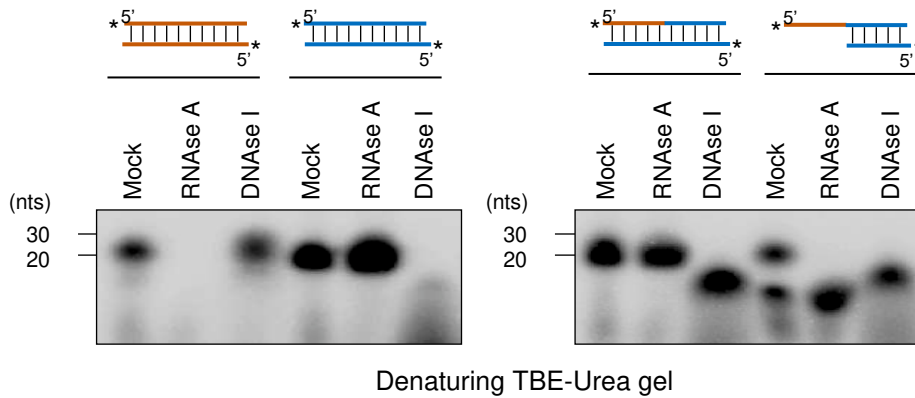 * 5' * 5'
* 5' * 5'
* 5' * 5'
* 5'
5'
Mock RNAse A DNAse I Mock RNAse A DNAse I
Mock RNAse A DNAse I Mock RNAse A DNAse I
(nts)
30
20
(nts)
30
20
Denaturing TBE-Urea gel